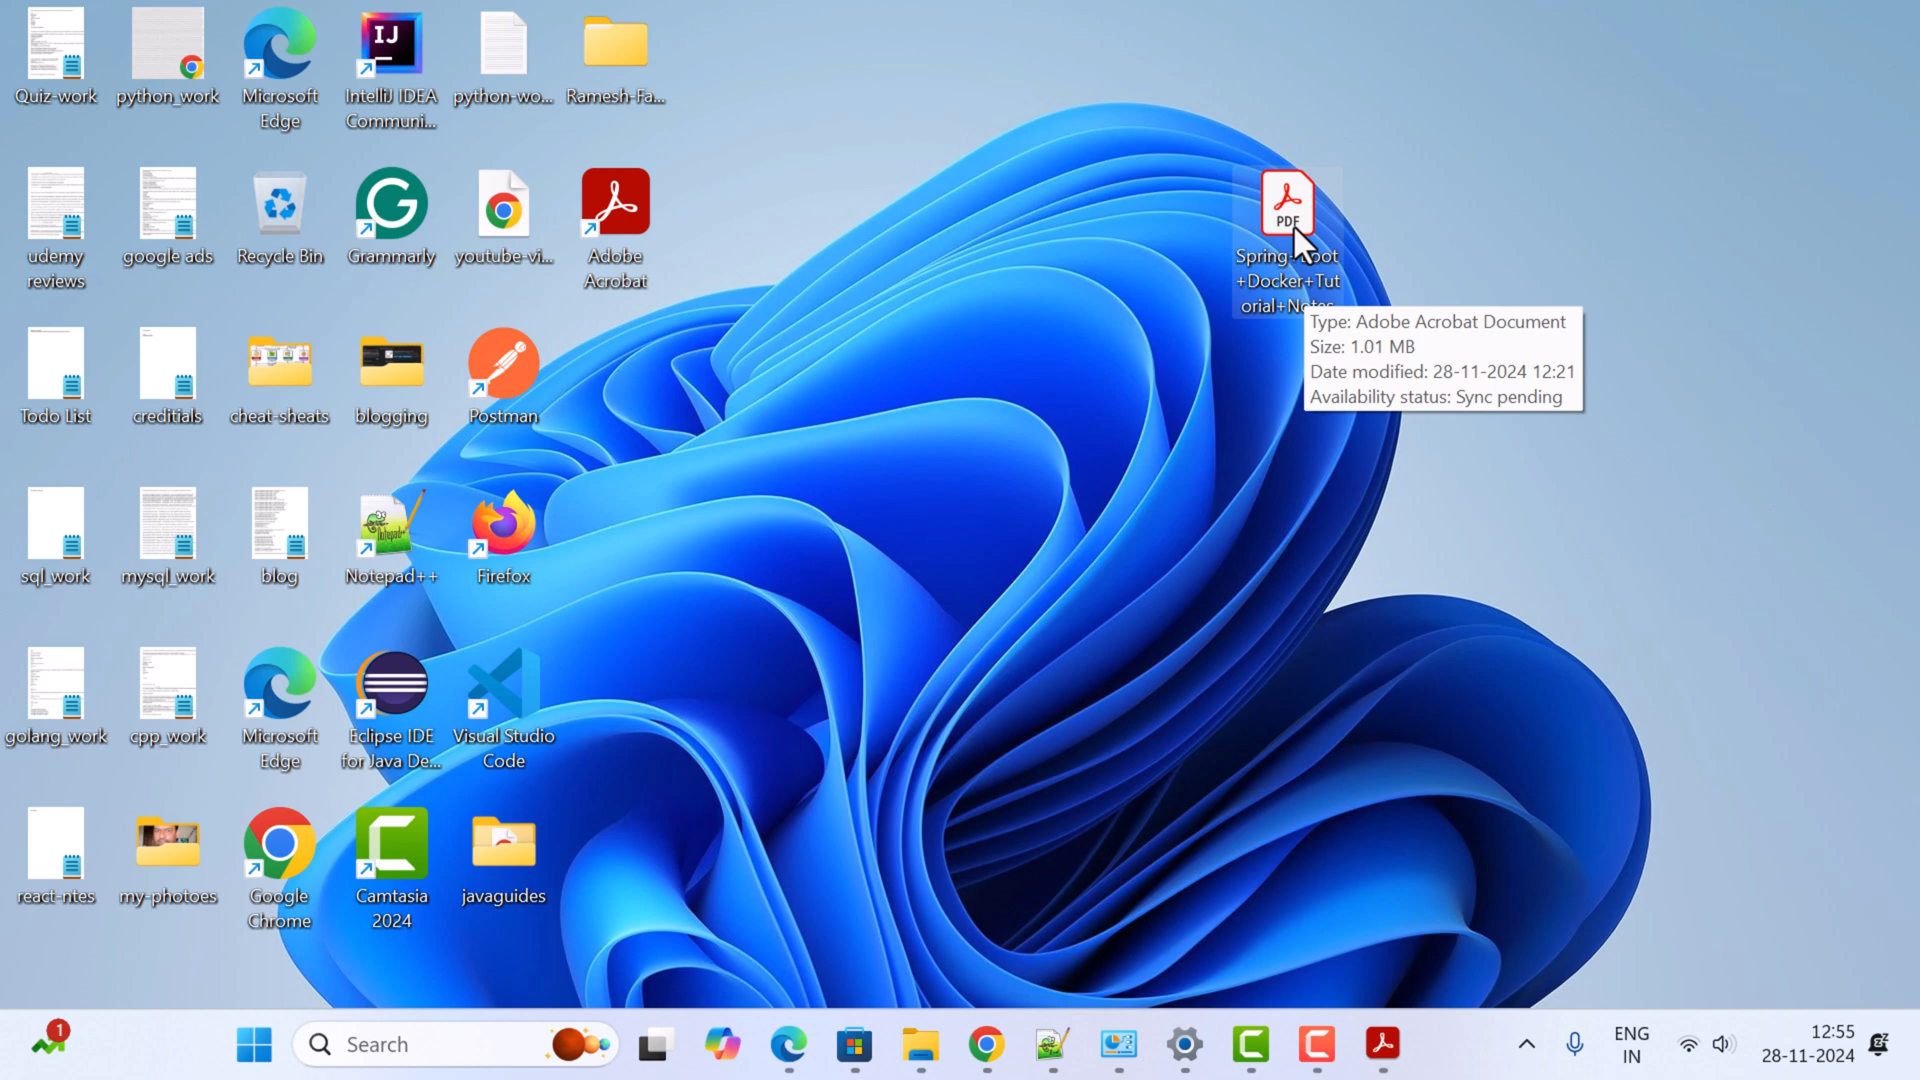 Quiz-work
python_work
Microsoft
Edge
IJ
IntelliJ IDEA
Communi...
python-wo...
Ramesh-Fa...
udemy
reviews
google ads
Recycle Bin
Grammarly
youtube-vi...
Adobe
Acrobat
PDF
+Docker+Tut
Type: Adobe Acrobat Document
Size: 1.01 MB
Date modified: 28-11-2024 12:21
Availability status: Sync pending
Todo List
creditials
cheat-sheats
blogging
Postman
sql_work
mysql_work
blog
Notepad++
Firefox
golang_work
cpp_work
Microsoft
Edge
Eclipse IDE
for Java De...
Visual Studio
Code
react-ntes
my-photoes
Google
Chrome
Camtasia
2024
javaguides
1
Search
ENG
IN
12:55
28-11-2024